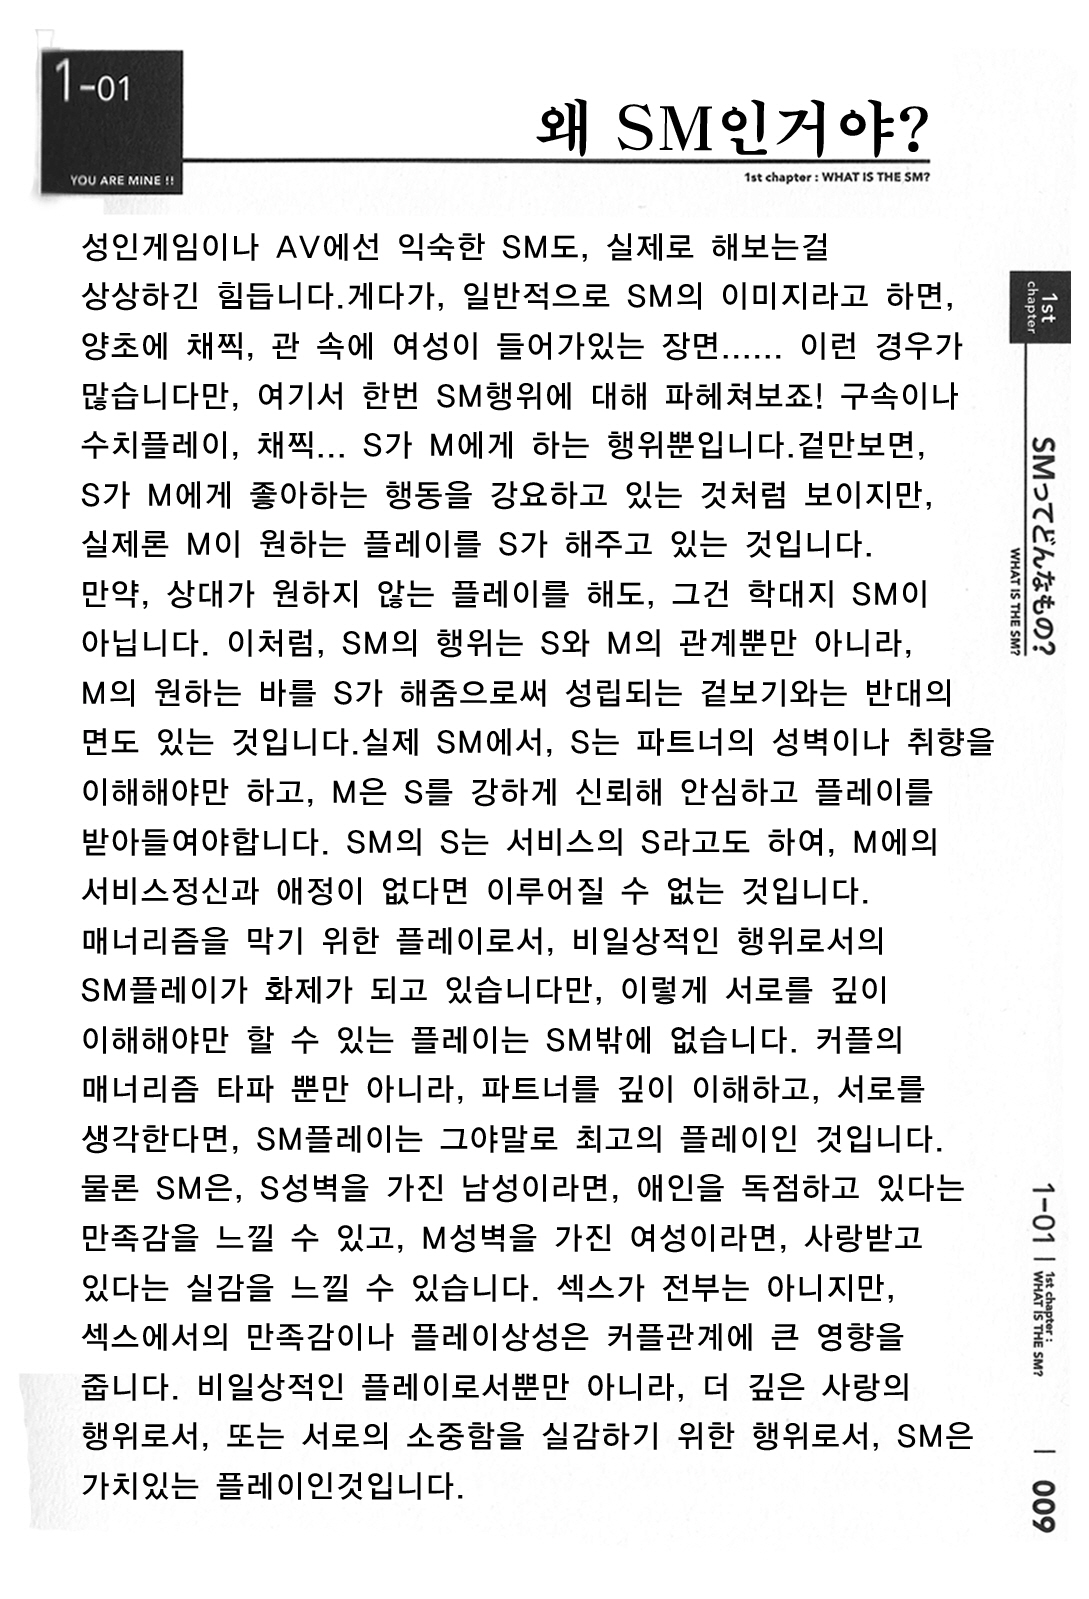 1-01
YOU ARE MINE !!
왜 SM인거야?
1st chapter : WHAT IS THE SM?
성인게임이나 AV에선 익숙한 SM도, 실제로 해보는걸
상상하긴 힘듭니다.게다가, 일반적으로 SM의 이미지라고 하면,
양초에 채찍, 관 속에 여성이 들어가있는 장면...... 이런 경우가
많습니다만, 여기서 한번 SM행위에 대해 파헤쳐보죠! 구속이나
수치플레이, 채찍... S가 M에게 하는 행위뿐입니다.겉만보면,
S가 M에게 좋아하는 행동을 강요하고 있는 것처럼 보이지만,
실제론 M이 원하는 플레이를 S가 해주고 있는 것입니다.
만약, 상대가 원하지 않는 플레이를 해도, 그건 학대지 SM이
아닙니다. 이처럼, SM의 행위는 S와 M의 관계뿐만 아니라,
M의 원하는 바를 S가 해줌으로써 성립되는 겉보기와는 반대의
면도 있는 것입니다.실제 SM에서, S는 파트너의 성벽이나 취향을
이해해야만 하고, M은 S를 강하게 신뢰해 안심하고 플레이를
받아들여야합니다. SM의 S는 서비스의 S라고도 하여, M에의
서비스정신과 애정이 없다면 이루어질 수 없는 것입니다.
매너리즘을 막기 위한 플레이로서, 비일상적인 행위로서의
SM플레이가 화제가 되고 있습니다만, 이렇게 서로를 깊이
이해해야만 할 수 있는 플레이는 SM밖에 없습니다. 커플의
매너리즘 타파 뿐만 아니라, 파트너를 깊이 이해하고, 서로를
생각한다면, SM플레이는 그야말로 최고의 플레이인 것입니다.
물론 SM은, S성벽을 가진 남성이라면, 애인을 독점하고 있다는
만족감을 느낄 수 있고, M성벽을 가진 여성이라면, 사랑받고
있다는 실감을 느낄 수 있습니다. 섹스가 전부는 아니지만,
섹스에서의 만족감이나 플레이상성은 커플관계에 큰 영향을
줍니다. 비일상적인 플레이로서뿐만 아니라, 더 깊은 사랑의
행위로서, 또는 서로의 소중함을 실감하기 위한 행위로서, SM은
가치있는 플레이인것입니다.
1st
chapter
SMってどんなもの?
WHAT IS THE SM?
1-01
1st chapter :
WHAT IS THE SM?
009